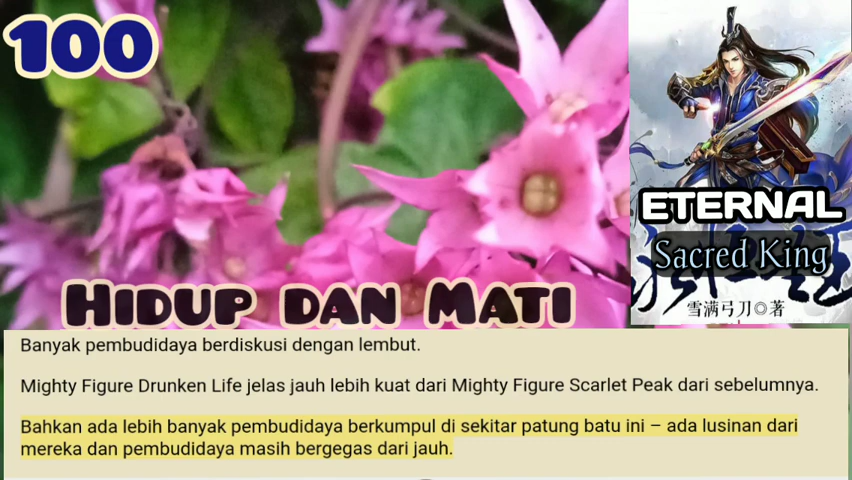 100
ETERNAL
Sacred King
雪满弓刀◎著
HIDUP DAN MATI
Banyak pembudidaya berdiskusi dengan lembut.
Mighty Figure Drunken Life jelas jauh lebih kuat dari Mighty Figure Scarlet Peak dari sebelumnya.
Bahkan ada lebih banyak pembudidaya berkumpul di sekitar patung batu ini – ada lusinan dari
mereka dan pembudidaya masih bergegas dari jauh.